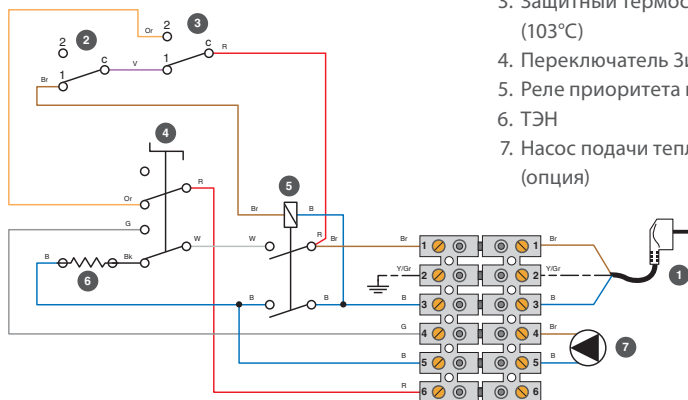 3. Защитный термос
(103°C)
4. Переключатель Зи
5. Реле приоритета
6. ТЭН
7. Насос подачи тепл
(опция)
3
Or 2
2
2
C R
C V 1
Br 1
4
5
R
Or
Br B
G
R
W W Br Br 1 1 Br
B Bk
6
Y/Gr 2 2 Y/Gr
1
B B B 3 3 B
G 4 4 Br
7
B 5 5 B
R 6 6